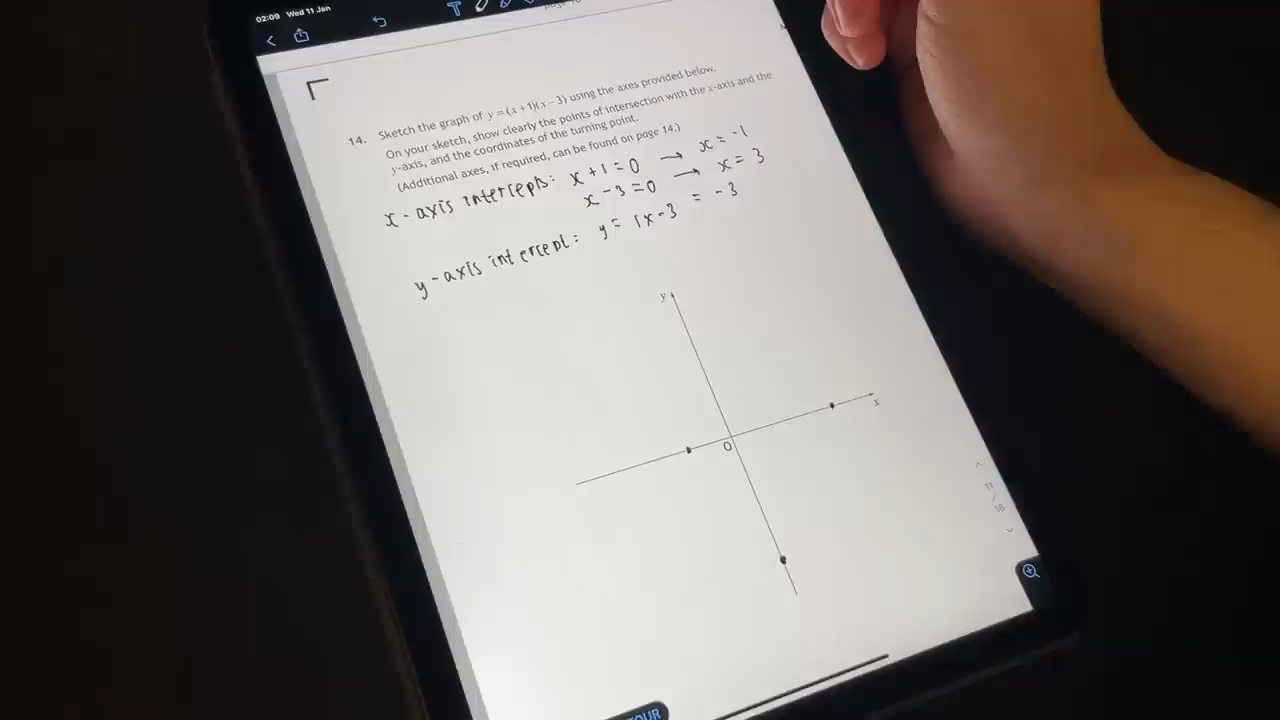 02:09 Wed 11 Jan
14. Sketch the graph of y = (x + 1)(x − 3) using the axes provided below.
On your sketch, show clearly the points of intersection with the x-axis and the
y-axis, and the coordinates of the turning point.
(Additional axes, if required, can be found on page 14.)
x-axis intercepts: x + 1 = 0 → x = -1
x - 3 = 0 → x = 3
y-axis intercept: y = 1x-3 = -3
y
x
O
11
/
16